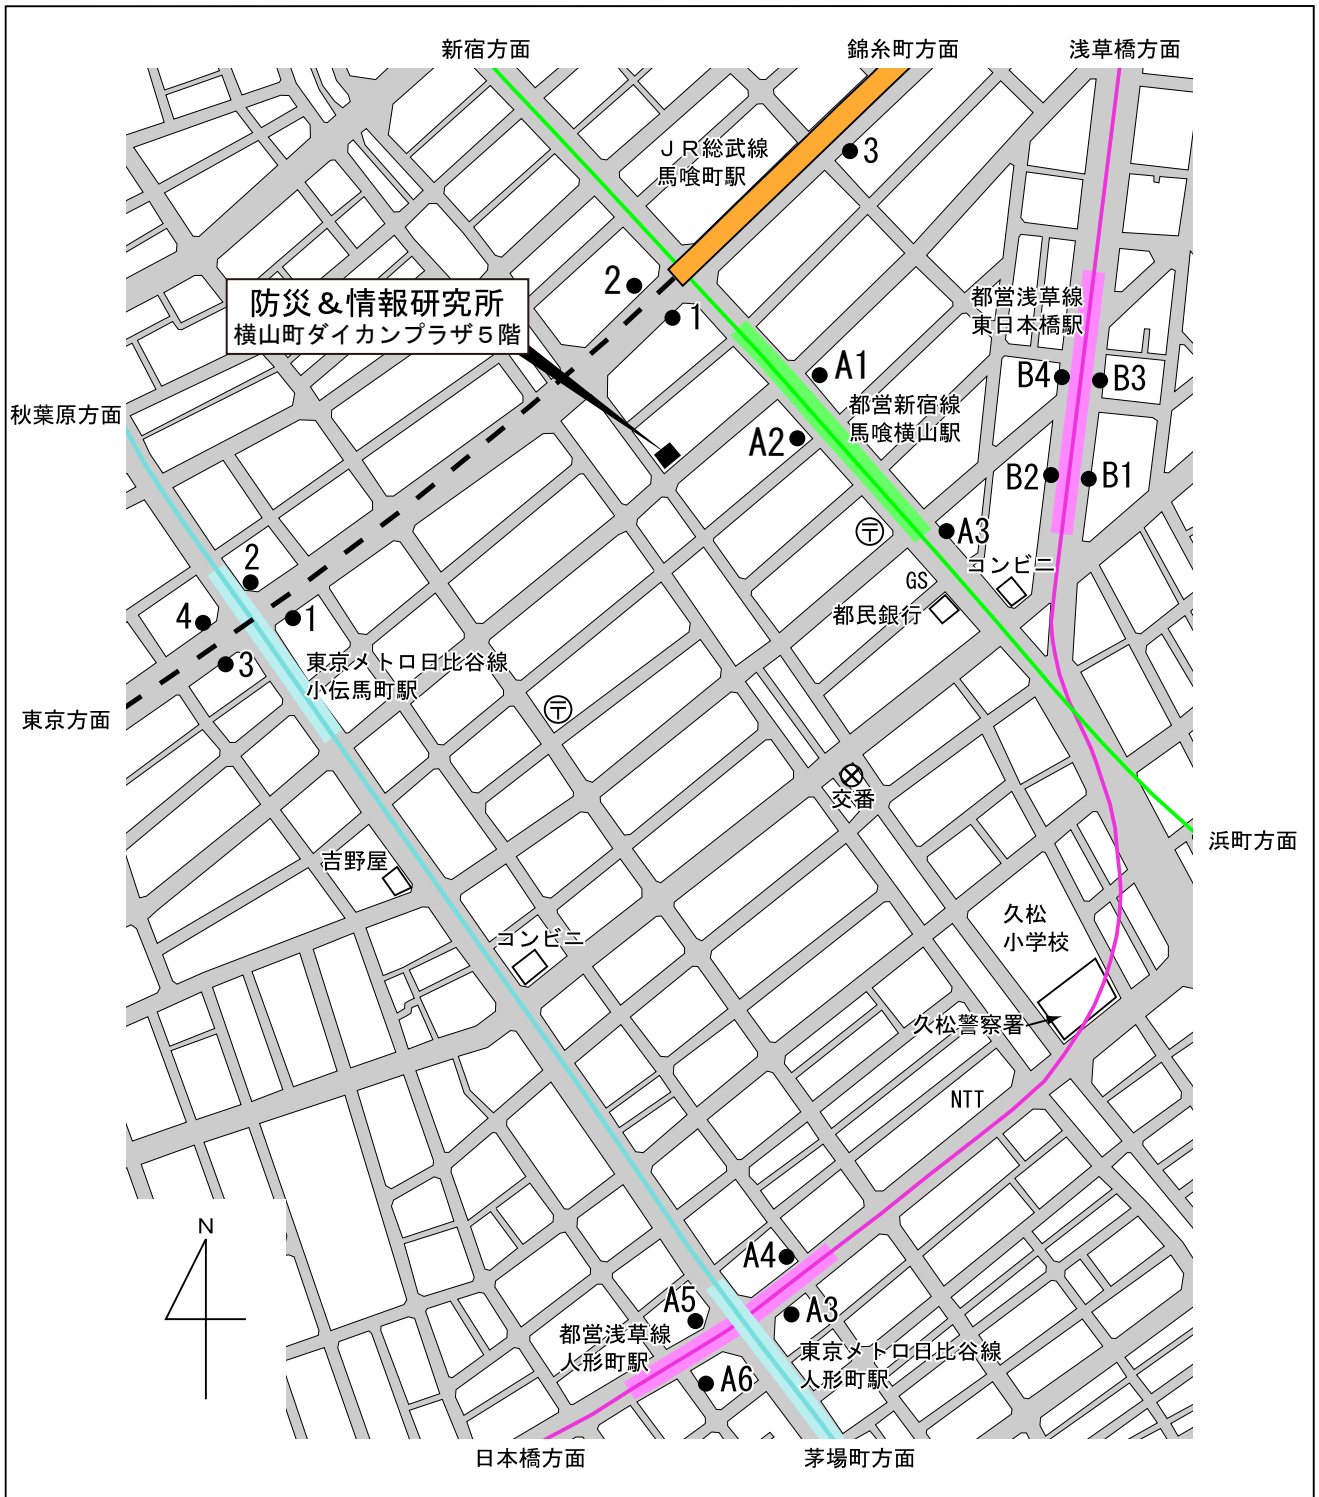 新宿方面
錦糸町方面
浅草橋方面
JR総武線
馬喰町駅
3
2
1
防災&情報研究所
横山町ダイカンプラザ5階
都営浅草線
東日本橋駅
A1
B4
B3
秋葉原方面
都営新宿線
馬喰横山駅
A2
B2
B1
A3
〒
コンビニ
GS
都民銀行
2
4
1
3
東京メトロ日比谷線
小伝馬町駅
東京方面
〒
交番
浜町方面
吉野屋
久松
小学校
コンビニ
久松警察署
NTT
N
A4
A5
A3
都営浅草線
人形町駅
東京メトロ日比谷線
人形町駅
A6
日本橋方面
茅場町方面